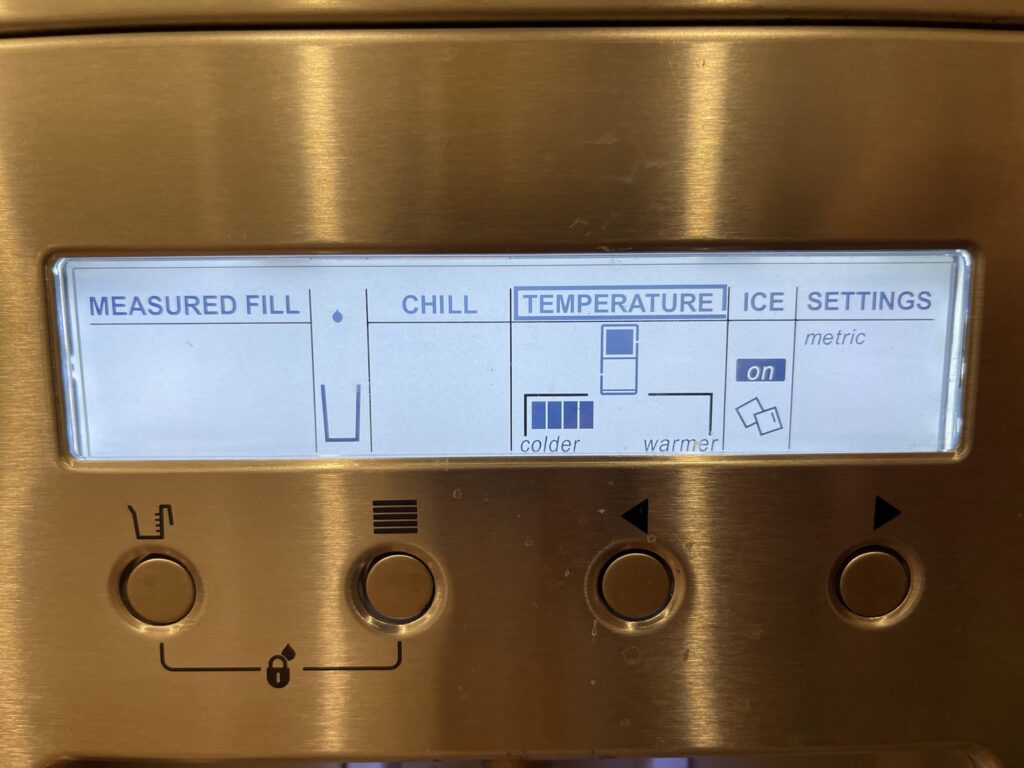 MEASURED FILL
CHILL
TEMPERATURE
ICE
SETTINGS
metric
on
colder
warmer